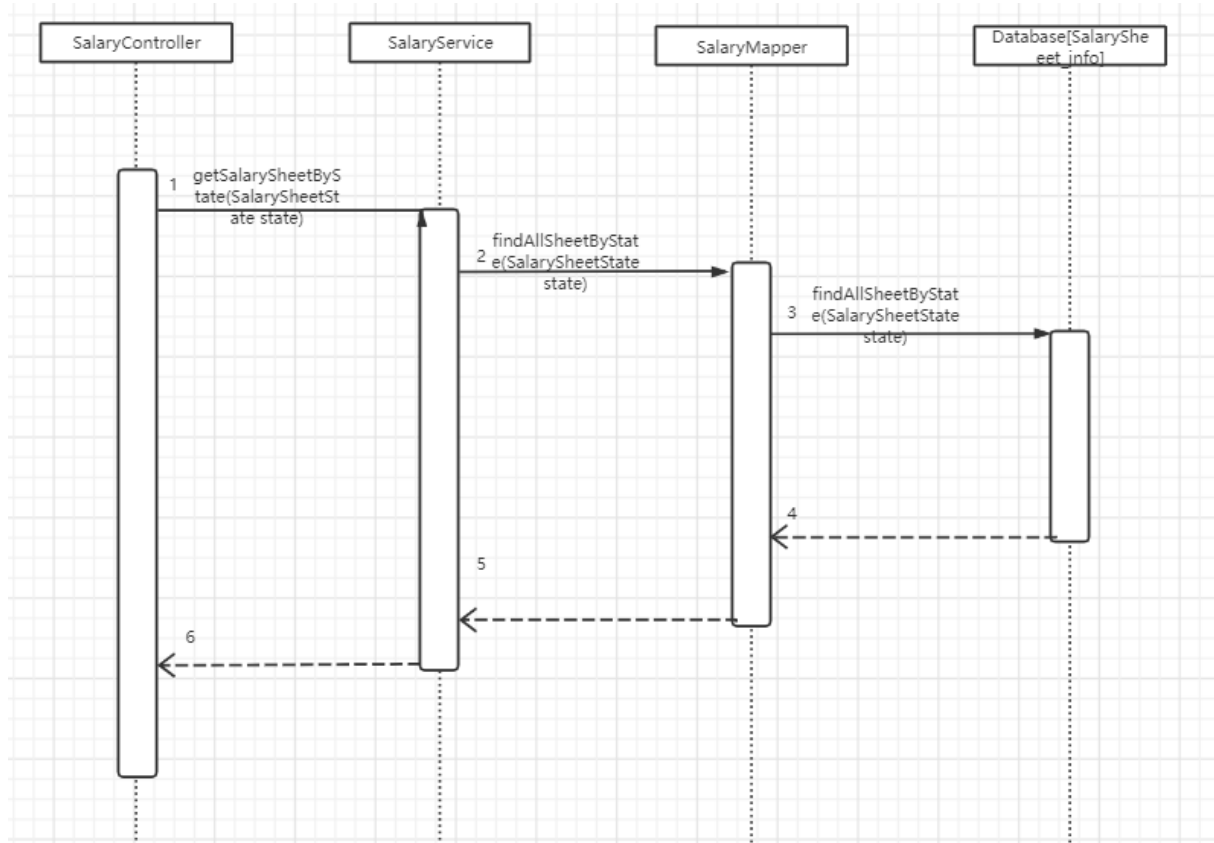 SalaryController
SalaryService
SalaryMapper
Database[SalaryShe
eet_info]
1
getSalarySheetByS
tate(SalarySheetSt
ate state)
2
findAllSheetByStat
e(SalarySheetState
state)
3
findAllSheetByStat
e(SalarySheetState
state)
4
5
6